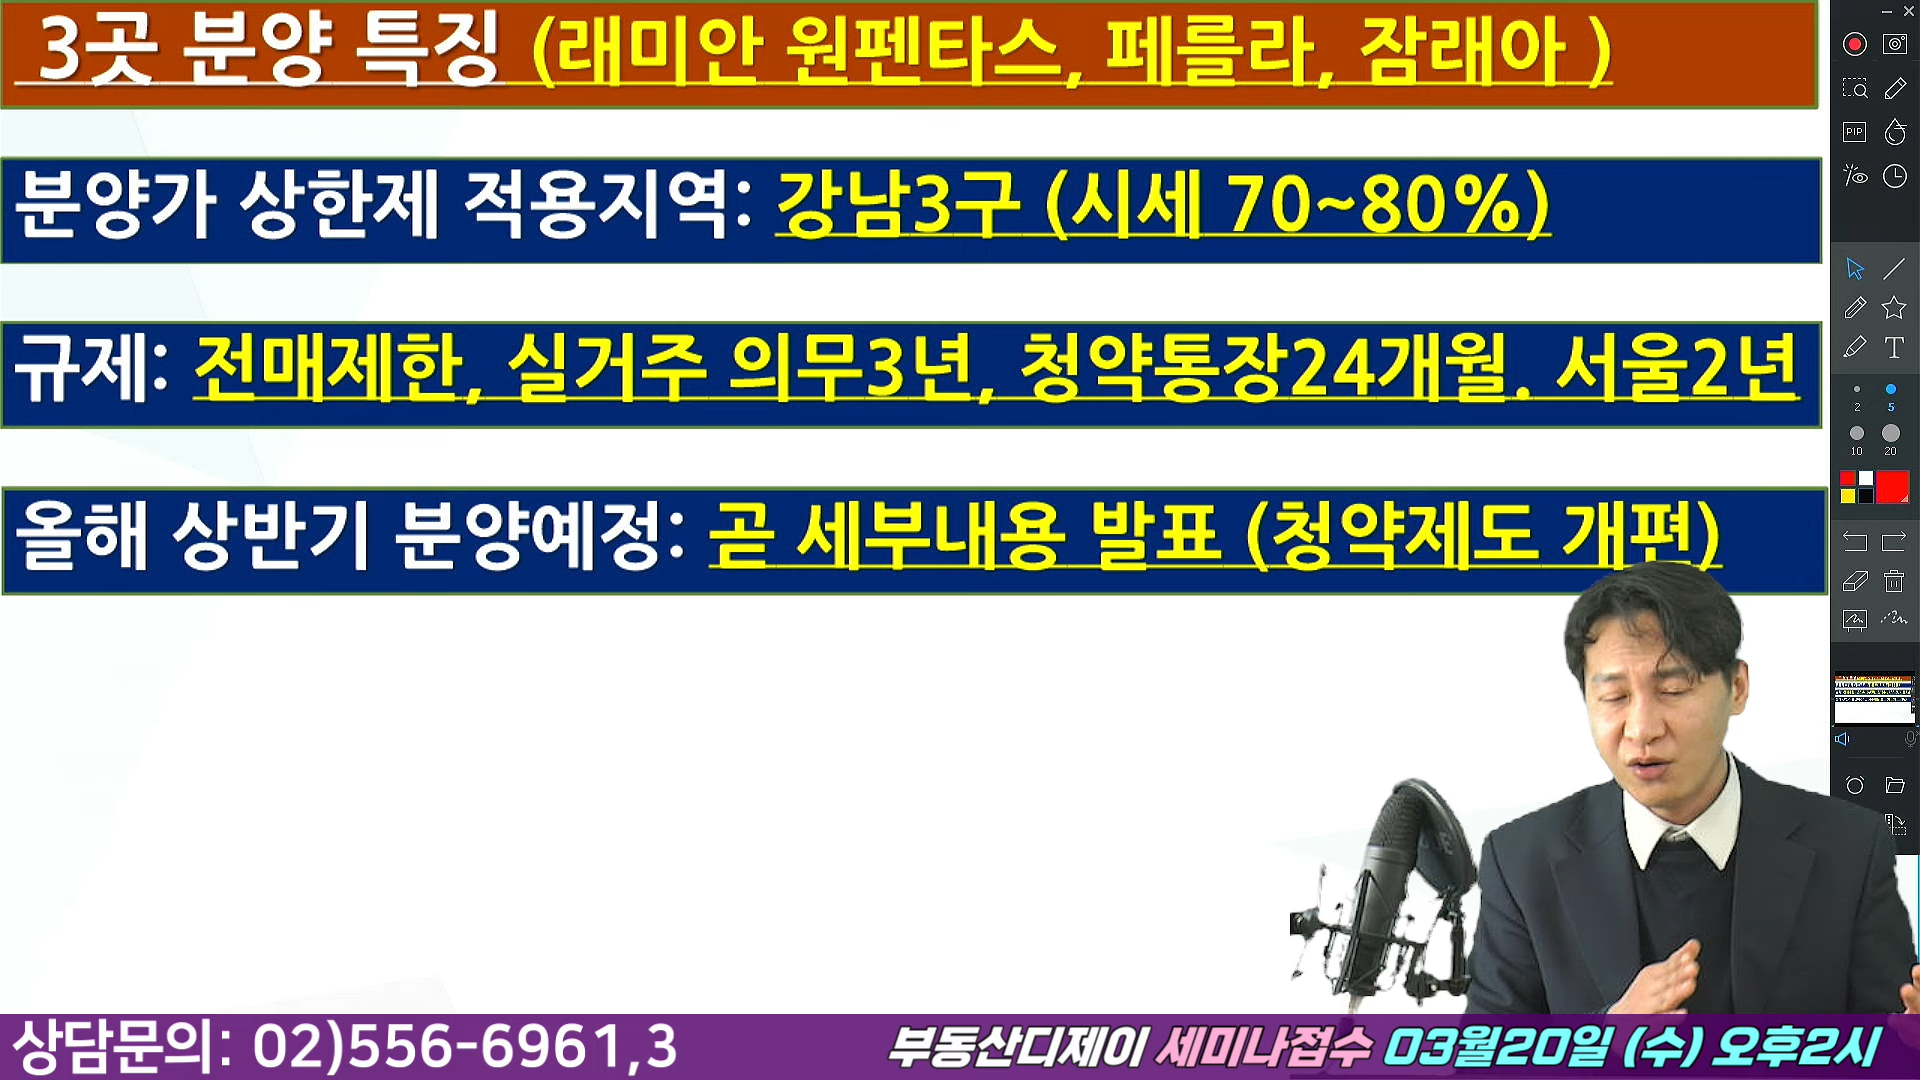 3곳 분양 특징 (래미안 원펜타스, 페를라, 잠래아 )
분양가 상한제 적용지역: 강남3구 (시세 70~80%)
규제: 전매제한, 실거주 의무3년, 청약통장24개월. 서울2년
올해 상반기 분양예정: 곧 세부내용 발표 (청약제도 개편)
PIP
T
2 5
10 20
상담문의: 02)556-6961,3
부동산디제이 세미나접수 03월20일 (수) 오후2시